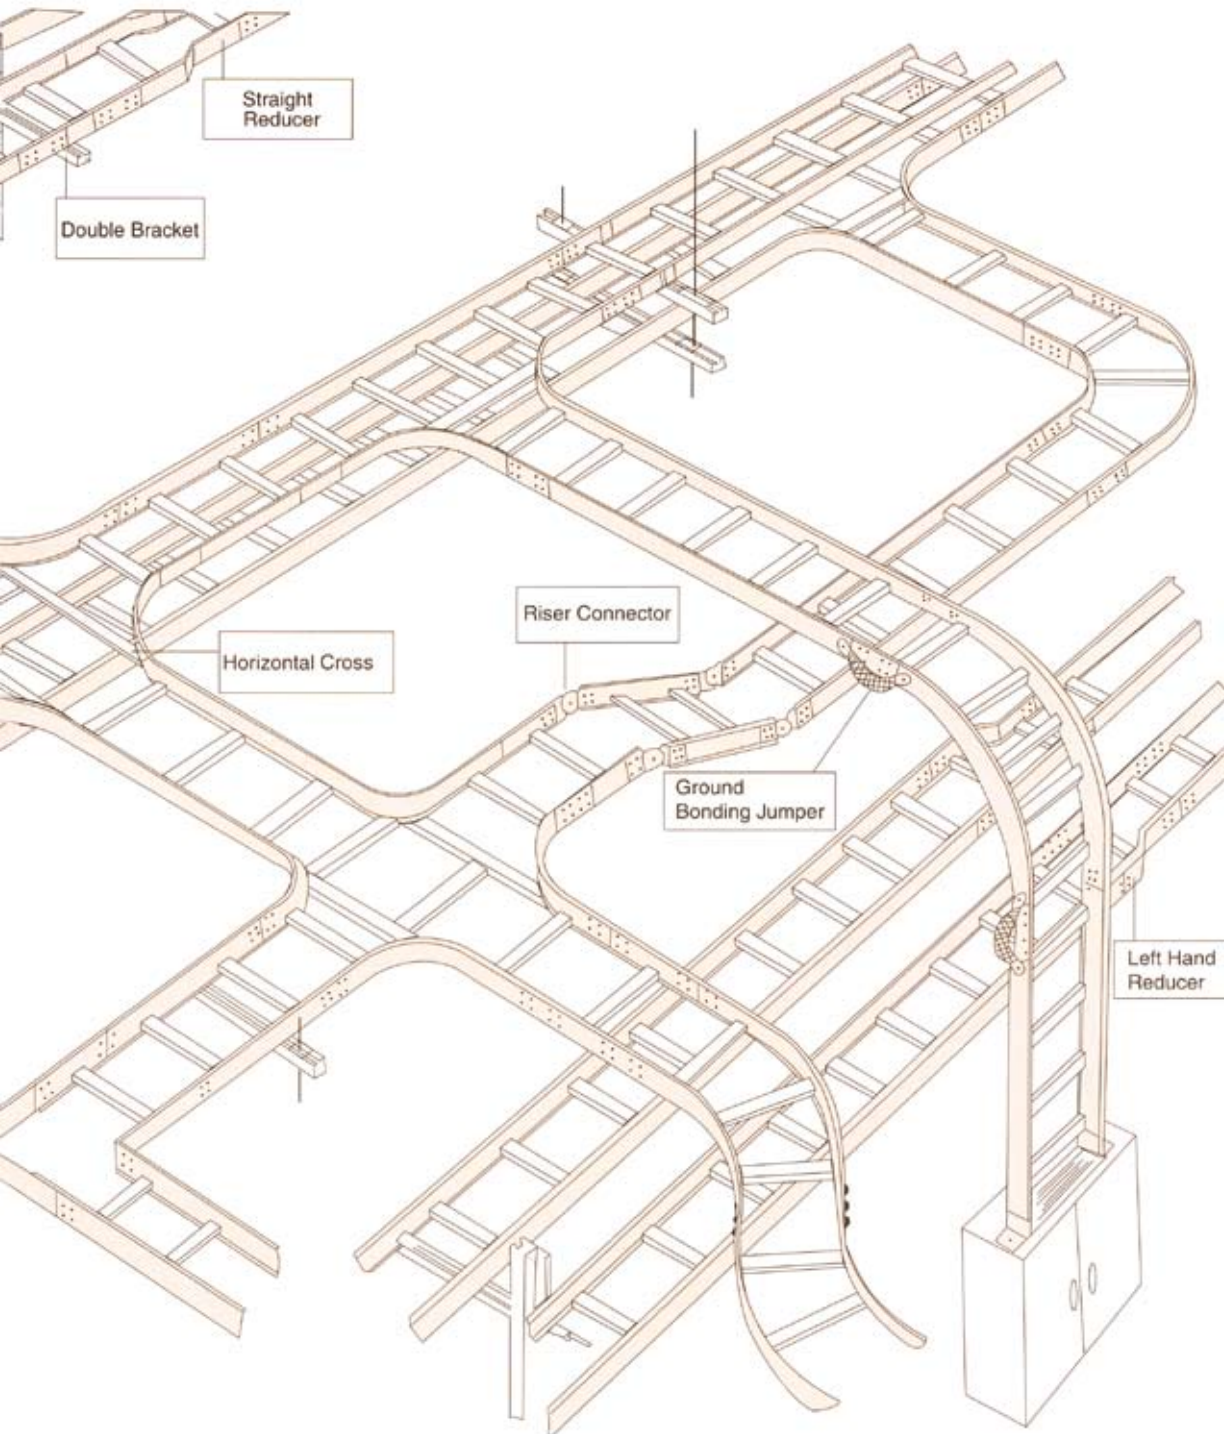 Straight
Reducer
Double Bracket
Riser Connector
Horizontal Cross
Ground
Bonding Jumper
Left Hand
Reducer